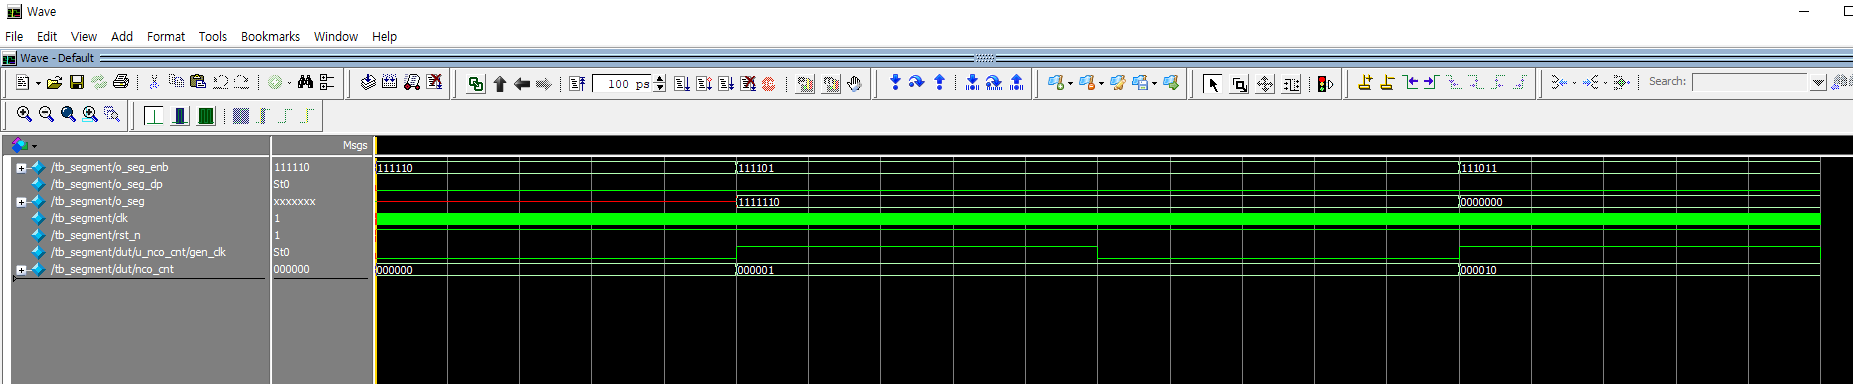 Wave
File Edit View Add Format Tools Bookmarks Window Help
Wave - Default
100 ps
Search:
Msgs
/tb_segment/o_seg_enb 111110 111110 111101 111011
/tb_segment/o_seg_dp St0
/tb_segment/o_seg xxxxxxx 1111110 0000000
/tb_segment/clk 1
/tb_segment/rst_n 1
/tb_segment/dut/u_nco_cnt/gen_clk St0
/tb_segment/dut/nco_cnt 000000 000000 000001 000010